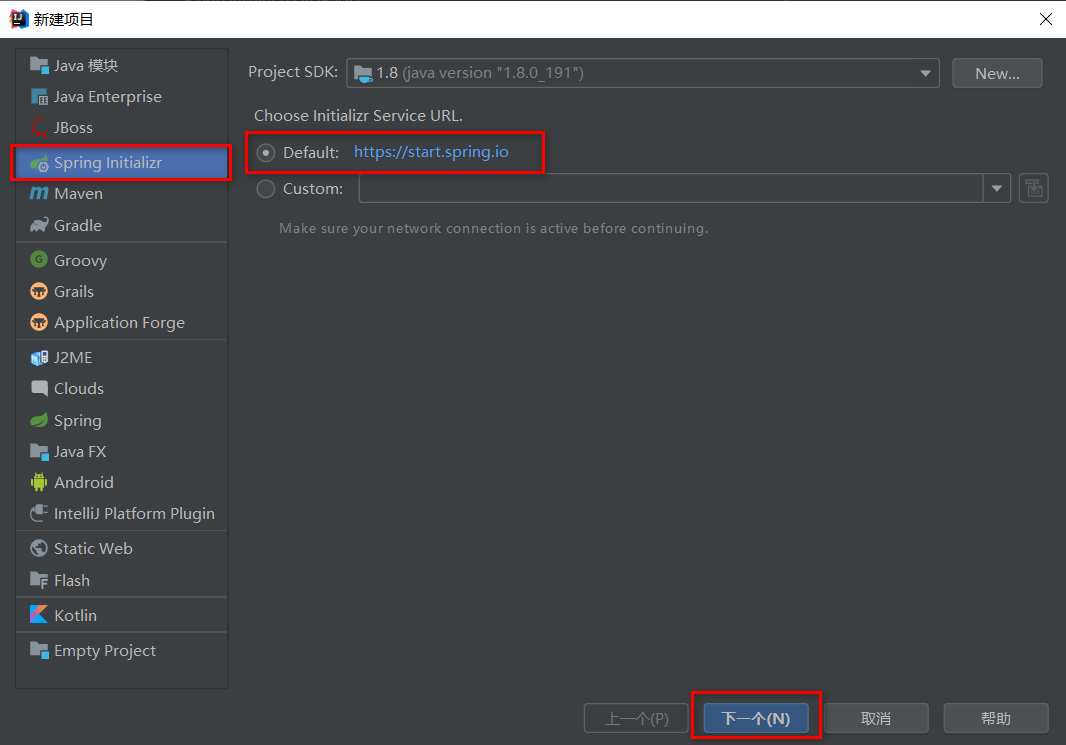 新建项目
Java 模块
Java Enterprise
JBoss
Spring Initializr
Maven
Gradle
Groovy
Grails
Application Forge
J2ME
Clouds
Spring
Java FX
Android
IntelliJ Platform Plugin
Static Web
Flash
Kotlin
Empty Project
Project SDK: 1.8 (java version "1.8.0_191") New...
Choose Initializr Service URL.
Default: https://start.spring.io
Custom:
Make sure your network connection is active before continuing.
上一个(P) 下一个(N) 取消 帮助